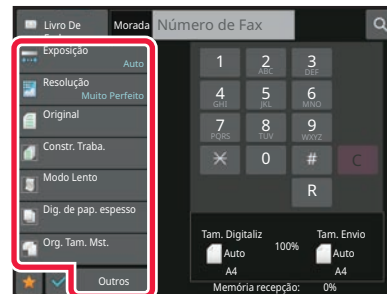 Livro De
Morada
Número de Fax
Exposição
Auto
Resolução
Muito Perfeito
Original
Constr. Traba.
Modo Lento
Dig. de pap. espesso
Org. Tam. Mst.
Outros
1
2
ABC
3
DEF
4
GHI
5
JKL
6
MNO
7
PQRS
8
TUV
9
WXYZ
0
#
C
R
Tam. Digitaliz
Tam. Envio
Auto
100%
Auto
A4
A4
Memória recepção: 0%